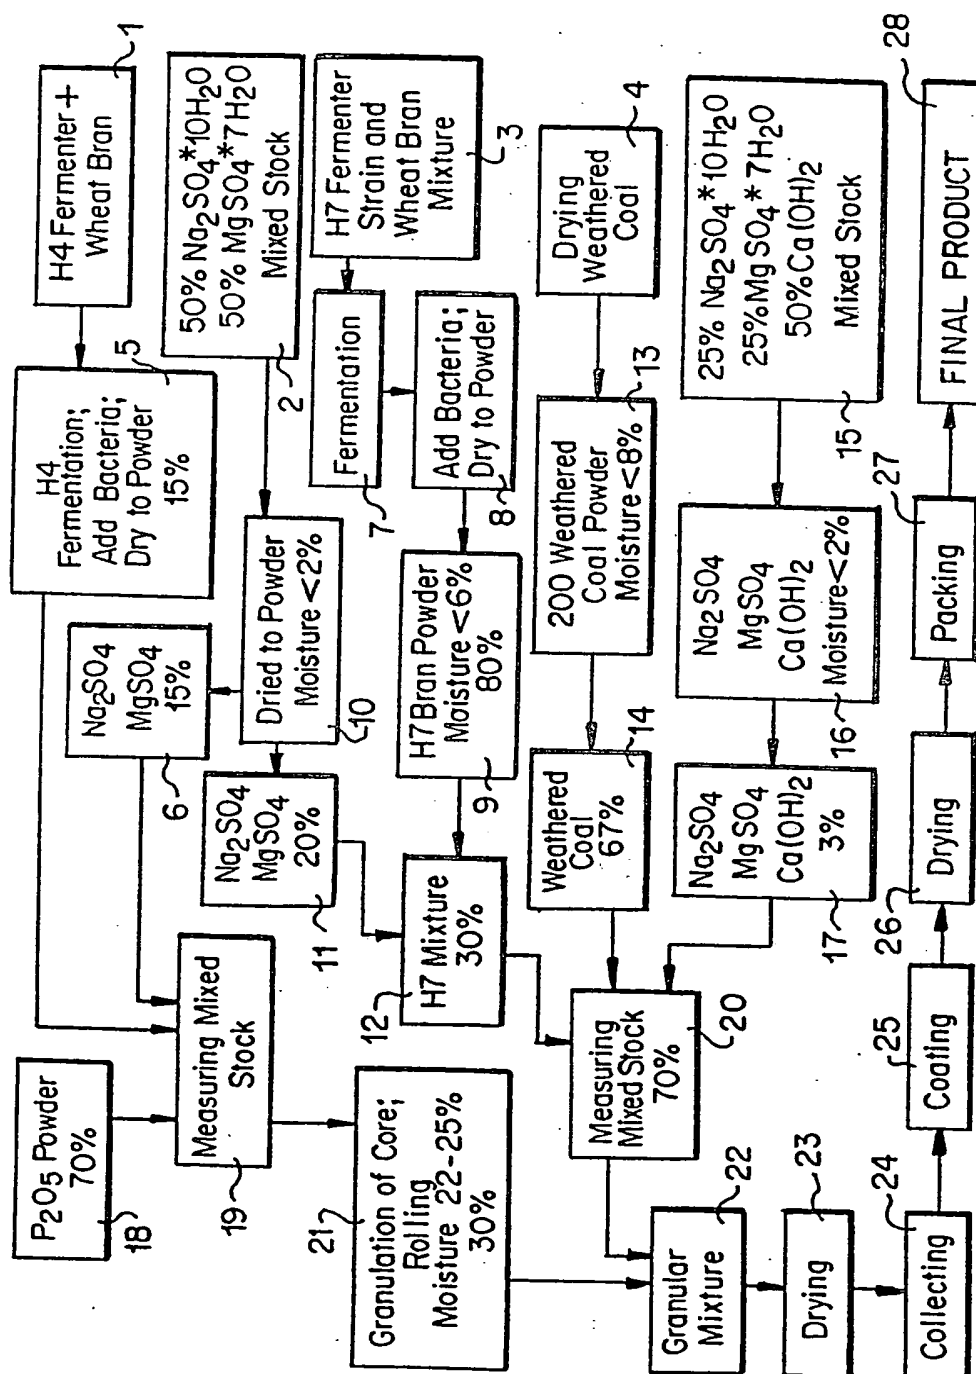 H4 Fermenter +
Wheat Bran
1
50% Na2SO4*10H2O
50% MgSO4*7H2O
Mixed Stock
2
H7 Fermenter
Strain and
Wheat Bran
Mixture
3
Drying
Weathered
Coal
4
25% Na2SO4*10H2O
25% MgSO4*7H2O
50% Ca(OH)2
Mixed Stock
15
H4
Fermentation;
Add Bacteria;
Dry to Powder
15%
5
Fermentation
7
Add Bacteria;
Dry to Powder
8
200 Weathered
Coal Powder
Moisture <8%
13
Na2SO4
MgSO4
Ca(OH)2
Moisture <2%
16
Na2SO4
MgSO4
15%
6
Dried to Powder
Moisture <2%
10
H7 Bran Powder
Moisture <6%
80%
9
Weathered
Coal
67%
14
Na2SO4
MgSO4
Ca(OH)2
3%
17
Na2SO4
MgSO4
20%
11
H7 Mixture
30%
12
P2O5 Powder
70%
18
Measuring Mixed
Stock
19
Measuring
Mixed Stock
70%
20
Granulation of Core;
Rolling
Moisture 22-25%
30%
21
Granular
Mixture
22
Drying
23
Collecting
24
Coating
25
Drying
26
Packing
27
FINAL PRODUCT
28